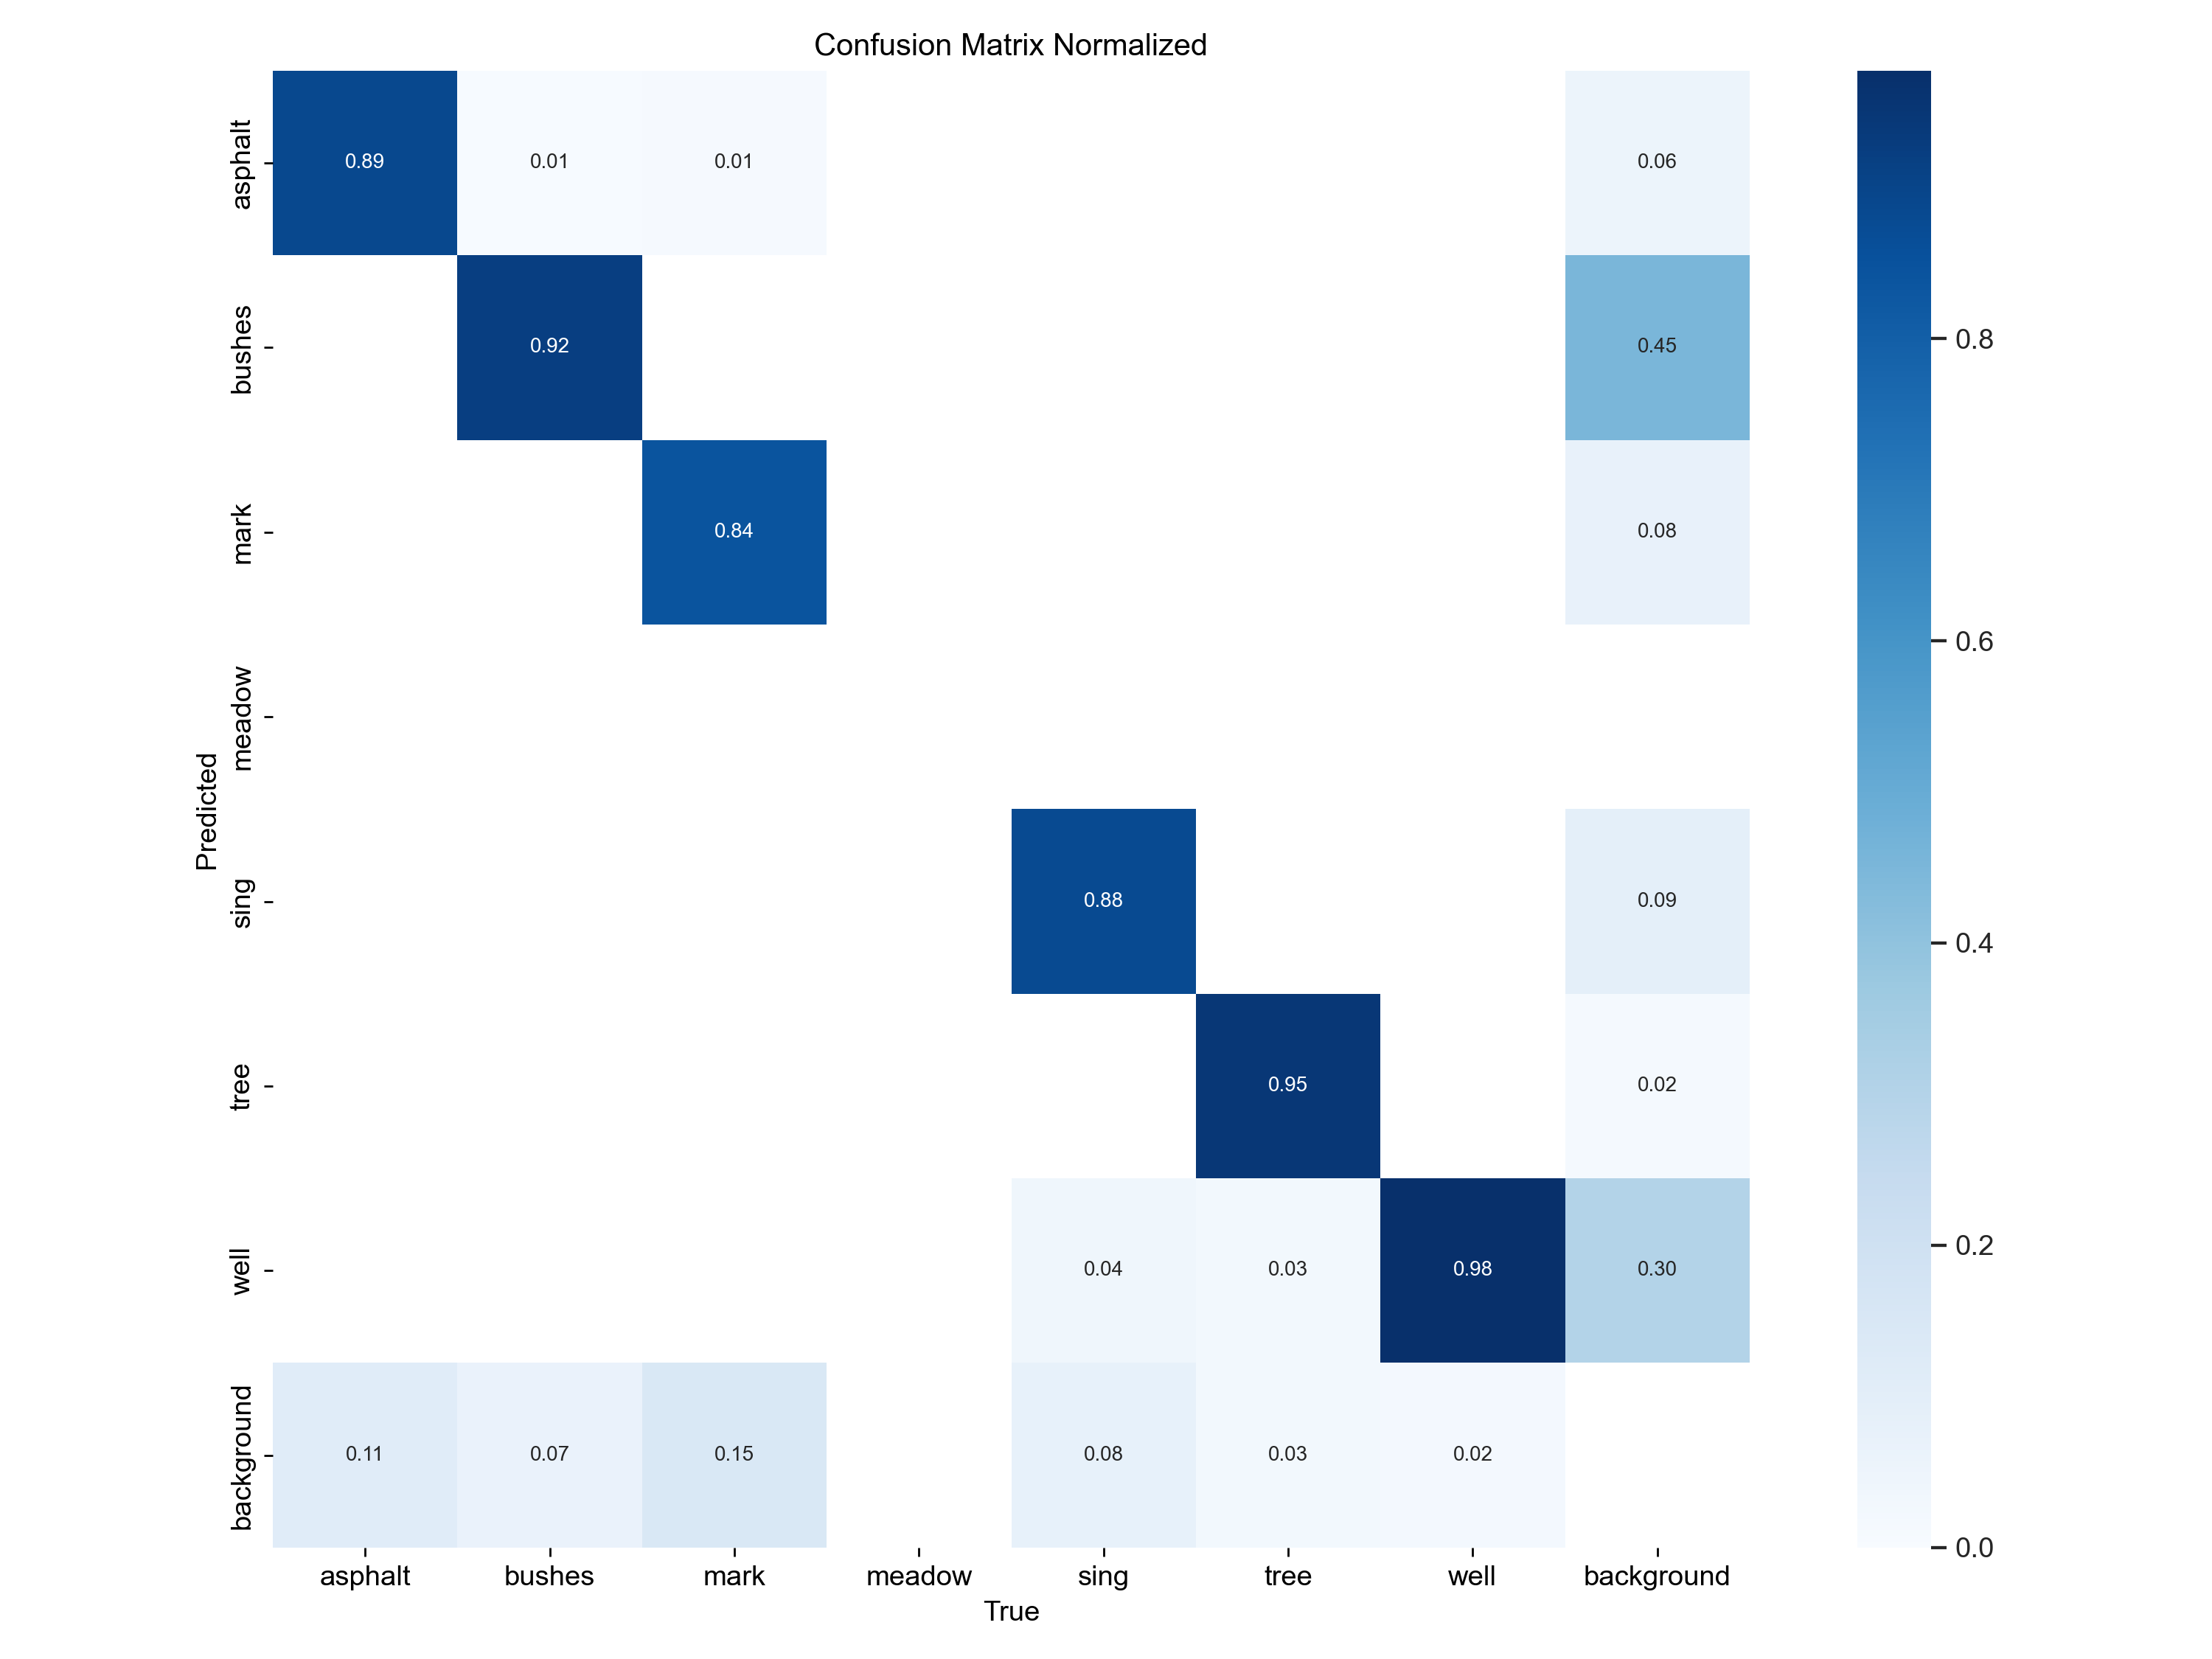 Confusion Matrix Normalized
asphalt 0.89 0.01 0.01 0.06
bushes 0.92 0.45 0.8
mark 0.84 0.08
0.6
meadow
Predicted
sing 0.88 0.09
0.4
tree 0.95 0.02
well 0.04 0.03 0.98 0.30
0.2
background 0.11 0.07 0.15 0.08 0.03 0.02
0.0
asphalt bushes mark meadow sing tree well background
True